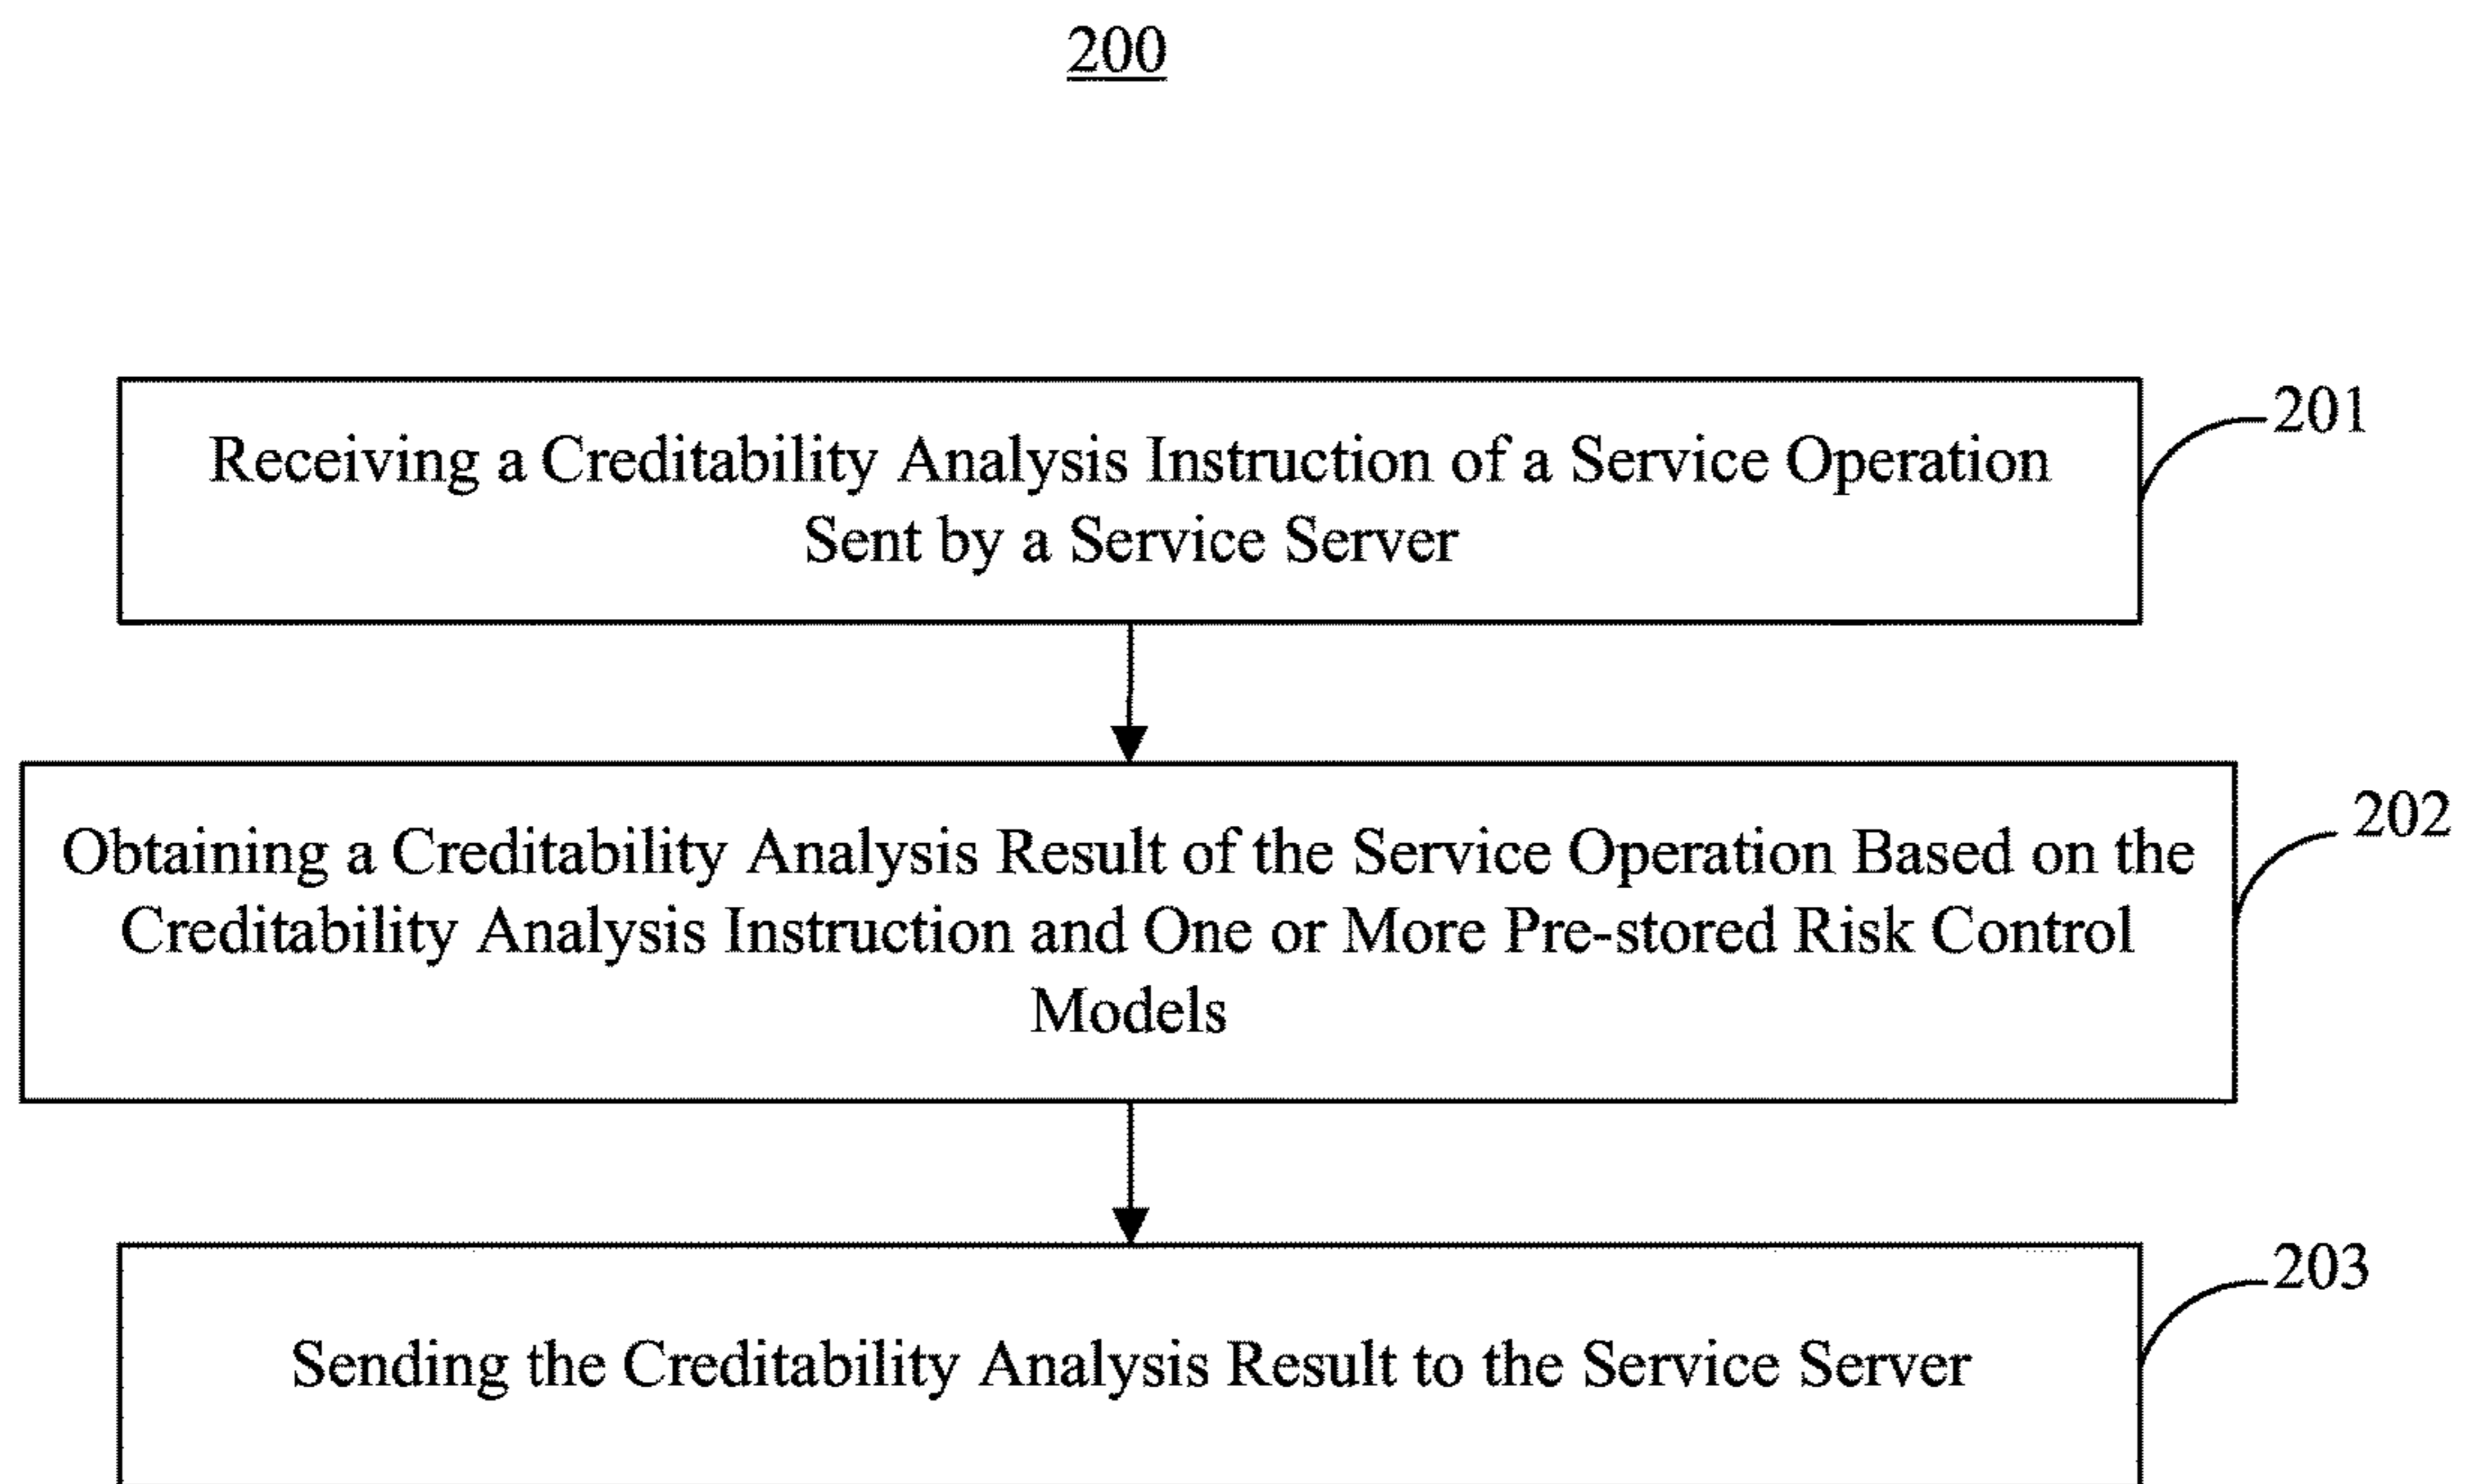 200
201
Receiving a Creditability Analysis Instruction of a Service Operation
Sent by a Service Server
202
Obtaining a Creditability Analysis Result of the Service Operation Based on the
Creditability Analysis Instruction and One or More Pre-stored Risk Control
Models
203
Sending the Creditability Analysis Result to the Service Server